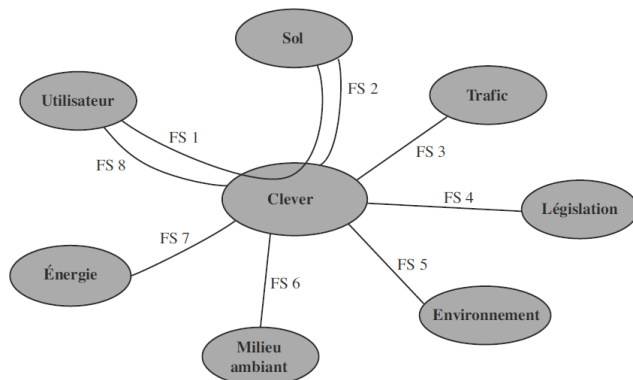 Sol
FS 2
Utilisateur
Trafic
FS 1
FS 3
FS 8
Clever
FS 4
Législation
FS 7
FS 5
Énergie
FS 6
Environnement
Milieu
ambiant